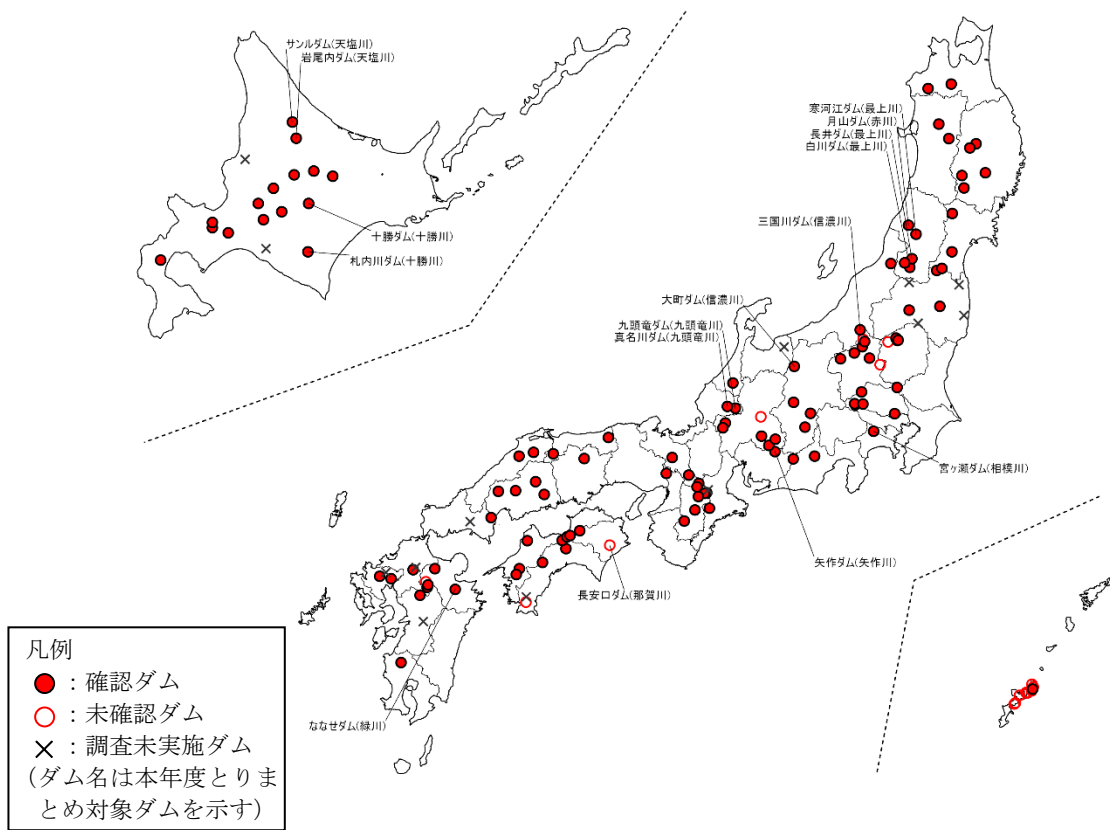 サンルダム(天塩川)
岩尾内ダム(天塩川)
寒河江ダム(最上川)
月山ダム(赤川)
長井ダム(最上川)
白川ダム(最上川)
三国川ダム(信濃川)
十勝ダム(十勝川)
札内川ダム(十勝川)
大町ダム(信濃川)
九頭竜ダム(九頭竜川)
真名川ダム(九頭竜川)
宮ヶ瀬ダム(相模川)
矢作ダム(矢作川)
長安口ダム(那賀川)
ななせダム(緑川)
凡例
:確認ダム
:未確認ダム
:調査未実施ダム
(ダム名は本年度とりま
とめ対象ダムを示す)